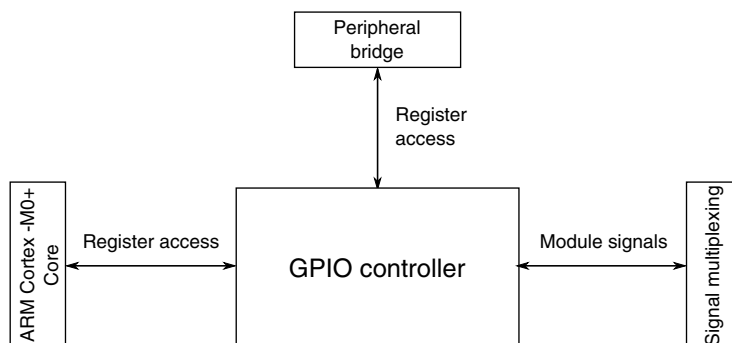 Peripheral
bridge
Register
access
ARM Cortex -M0+
Core
Register access
GPIO controller
Module signals
Signal multiplexing